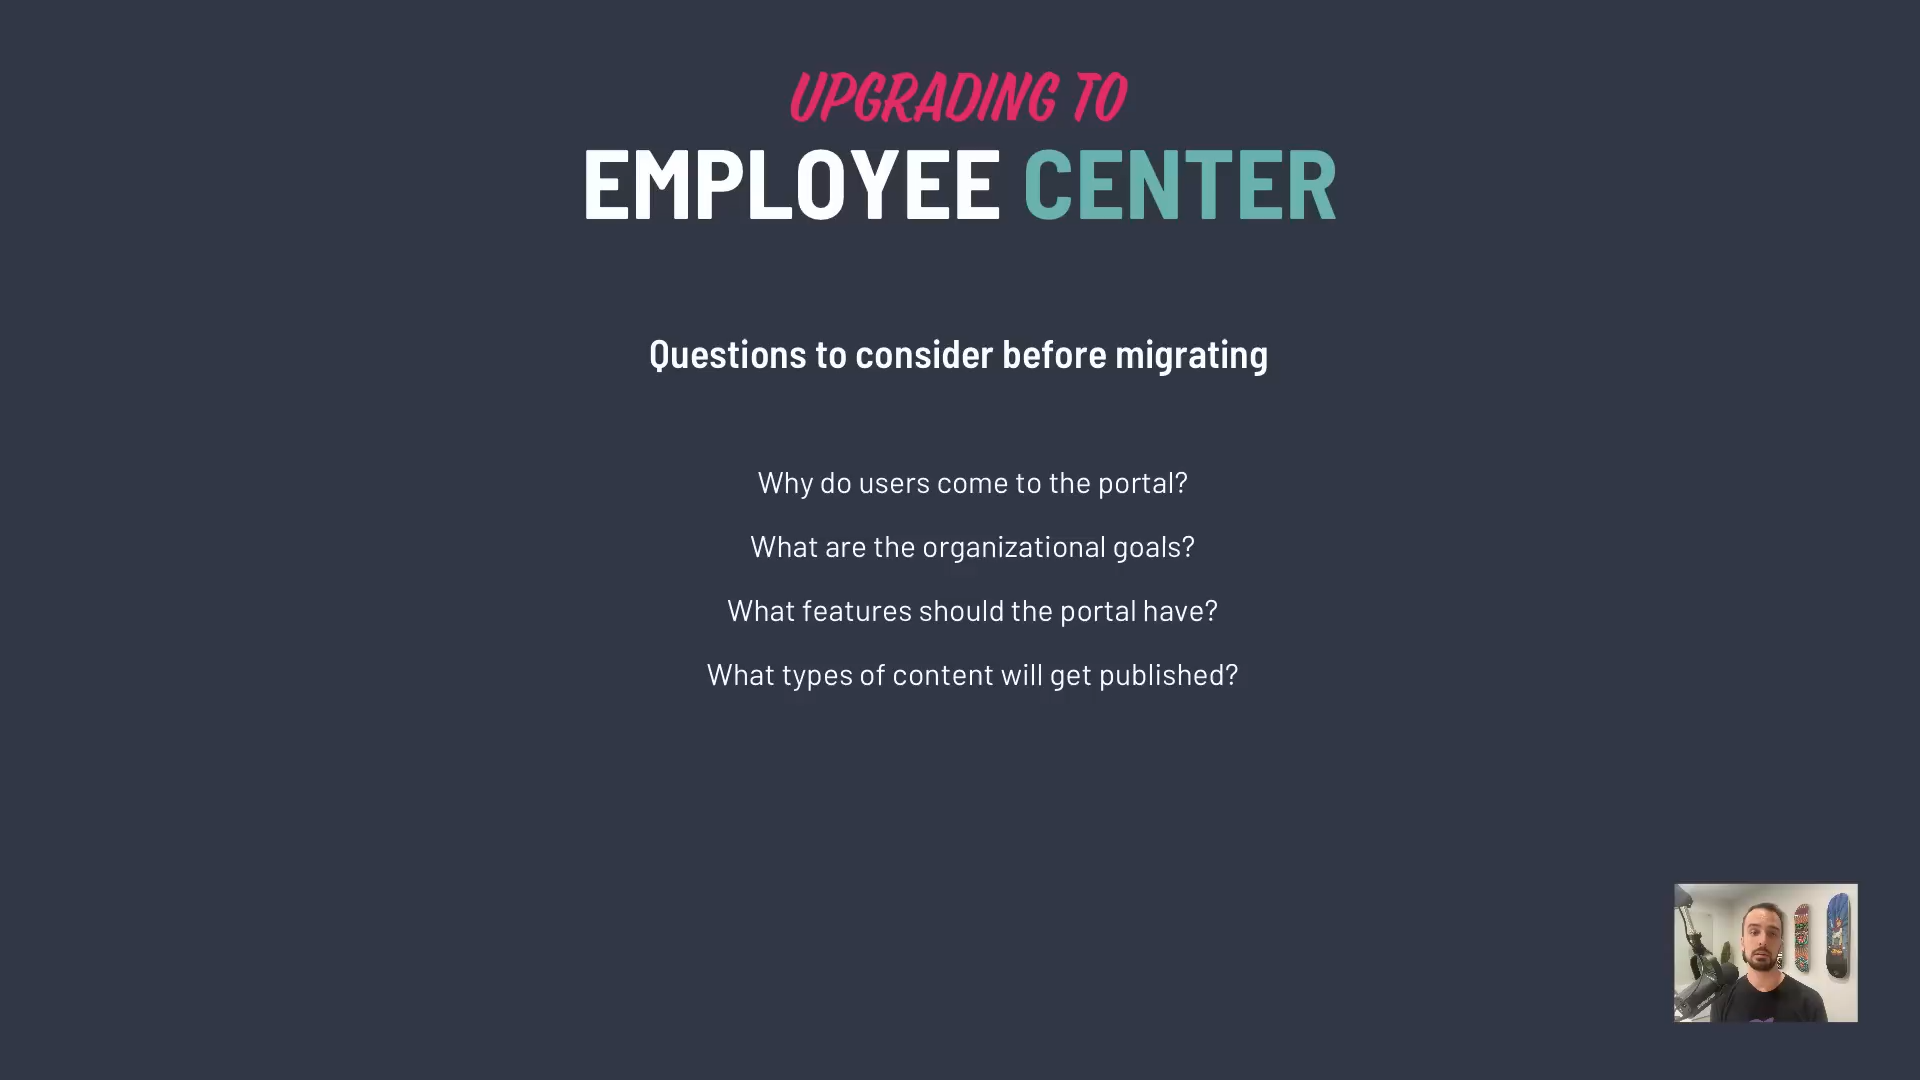 UPGRADING TO
EMPLOYEE CENTER
Questions to consider before migrating
Why do users come to the portal?
What are the organizational goals?
What features should the portal have?
What types of content will get published?